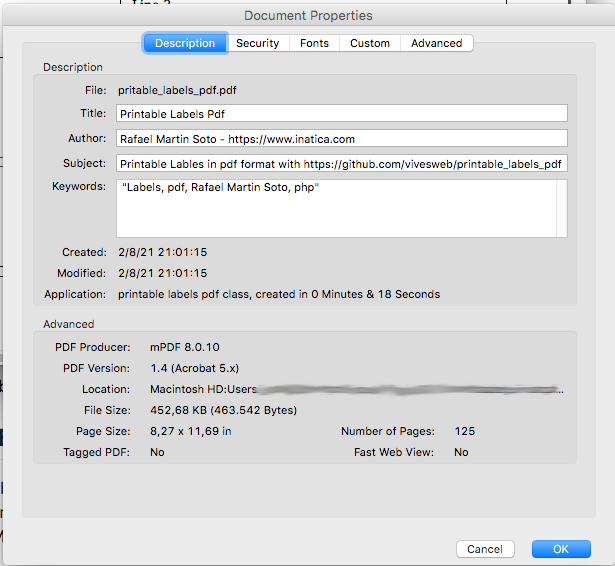 Document Properties
Description Security Fonts Custom Advanced
Description
File: pritable_labels_pdf.pdf
Title: Printable Labels Pdf
Author: Rafael Martin Soto - https://www.inatica.com
Subject: Printable Lables in pdf format with https://github.com/vivesweb/printable_labels_pdf
Keywords: "Labels, pdf, Rafael Martin Soto, php"
Created: 2/8/21 21:01:15
Modified: 2/8/21 21:01:15
Application: printable labels pdf class, created in 0 Minutes & 18 Seconds
Advanced
PDF Producer: mPDF 8.0.10
PDF Version: 1.4 (Acrobat 5.x)
Location: Macintosh HD:Users
File Size: 452,68 KB (463.542 Bytes)
Page Size: 8,27 x 11,69 in Number of Pages: 125
Tagged PDF: No Fast Web View: No
Cancel OK